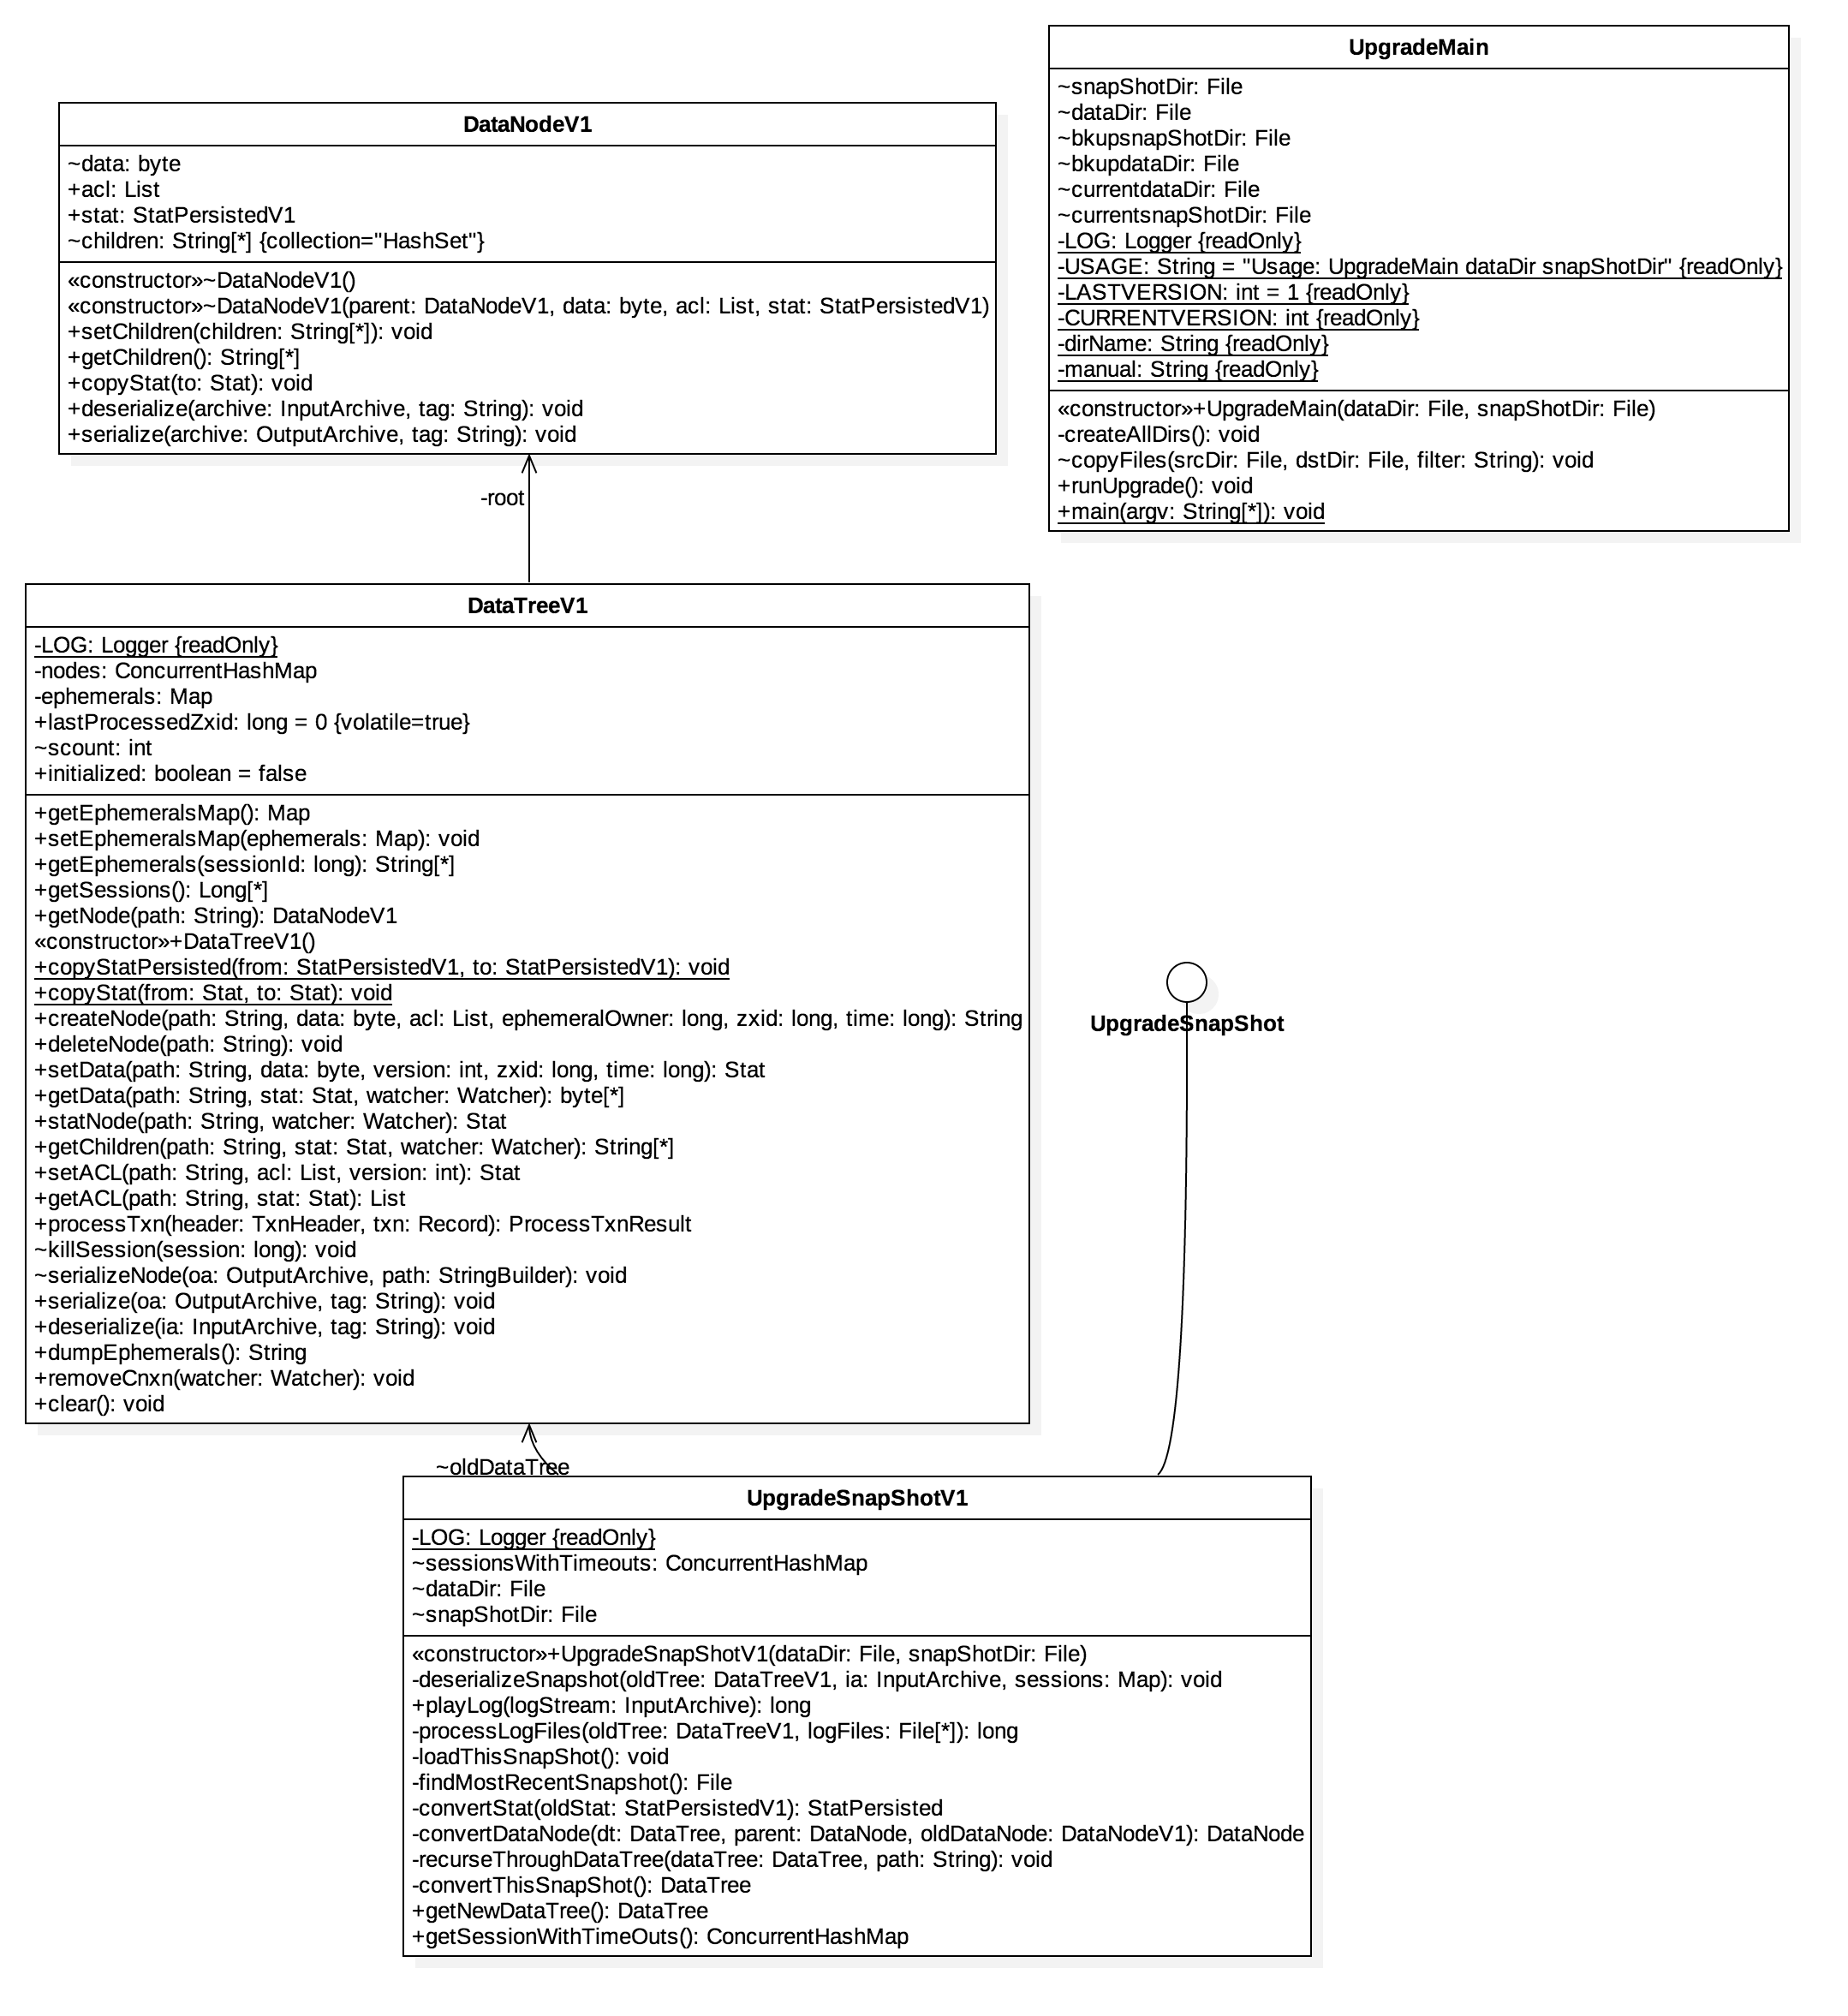 DataNodeV1
~data: byte
+acl: List
+stat: StatPersistedV1
~children: String[*] {collection="HashSet"}
«constructor»~DataNodeV1()
«constructor»~DataNodeV1(parent: DataNodeV1, data: byte, acl: List, stat: StatPersistedV1)
+setChildren(children: String[*]): void
+getChildren(): String[*]
+copyStat(to: Stat): void
+deserialize(archive: InputArchive, tag: String): void
+serialize(archive: OutputArchive, tag: String): void
UpgradeMain
~snapShotDir: File
~dataDir: File
~bkupsnapShotDir: File
~bkupdataDir: File
~currentdataDir: File
~currentsnapShotDir: File
-LOG: Logger {readOnly}
-USAGE: String = "Usage: UpgradeMain dataDir snapShotDir" {readOnly}
-LASTVERSION: int = 1 {readOnly}
-CURRENTVERSION: int {readOnly}
-dirName: String {readOnly}
-manual: String {readOnly}
«constructor»+UpgradeMain(dataDir: File, snapShotDir: File)
-createAllDirs(): void
~copyFiles(srcDir: File, dstDir: File, filter: String): void
+runUpgrade(): void
+main(argv: String[*]): void
-root
DataTreeV1
-LOG: Logger {readOnly}
-nodes: ConcurrentHashMap
-ephemerals: Map
+lastProcessedZxid: long = 0 {volatile=true}
~scount: int
+initialized: boolean = false
+getEphemeralsMap(): Map
+setEphemeralsMap(ephemerals: Map): void
+getEphemerals(sessionId: long): String[*]
+getSessions(): Long[*]
+getNode(path: String): DataNodeV1
«constructor»+DataTreeV1()
+copyStatPersisted(from: StatPersistedV1, to: StatPersistedV1): void
+copyStat(from: Stat, to: Stat): void
+createNode(path: String, data: byte, acl: List, ephemeralOwner: long, zxid: long, time: long): String
+deleteNode(path: String): void
+setData(path: String, data: byte, version: int, zxid: long, time: long): Stat
+getData(path: String, stat: Stat, watcher: Watcher): byte[*]
+statNode(path: String, watcher: Watcher): Stat
+getChildren(path: String, stat: Stat, watcher: Watcher): String[*]
+setACL(path: String, acl: List, version: int): Stat
+getACL(path: String, stat: Stat): List
+processTxn(header: TxnHeader, txn: Record): ProcessTxnResult
~killSession(session: long): void
~serializeNode(oa: OutputArchive, path: StringBuilder): void
+serialize(oa: OutputArchive, tag: String): void
+deserialize(ia: InputArchive, tag: String): void
+dumpEphemerals(): String
+removeCnxn(watcher: Watcher): void
+clear(): void
UpgradeSnapShot
~oldDataTree
UpgradeSnapShotV1
-LOG: Logger {readOnly}
~sessionsWithTimeouts: ConcurrentHashMap
~dataDir: File
~snapShotDir: File
«constructor»+UpgradeSnapShotV1(dataDir: File, snapShotDir: File)
-deserializeSnapshot(oldTree: DataTreeV1, ia: InputArchive, sessions: Map): void
+playLog(logStream: InputArchive): long
-processLogFiles(oldTree: DataTreeV1, logFiles: File[*]): long
-loadThisSnapShot(): void
-findMostRecentSnapshot(): File
-convertStat(oldStat: StatPersistedV1): StatPersisted
-convertDataNode(dt: DataTree, parent: DataNode, oldDataNode: DataNodeV1): DataNode
-recurseThroughDataTree(dataTree: DataTree, path: String): void
-convertThisSnapShot(): DataTree
+getNewDataTree(): DataTree
+getSessionWithTimeOuts(): ConcurrentHashMap